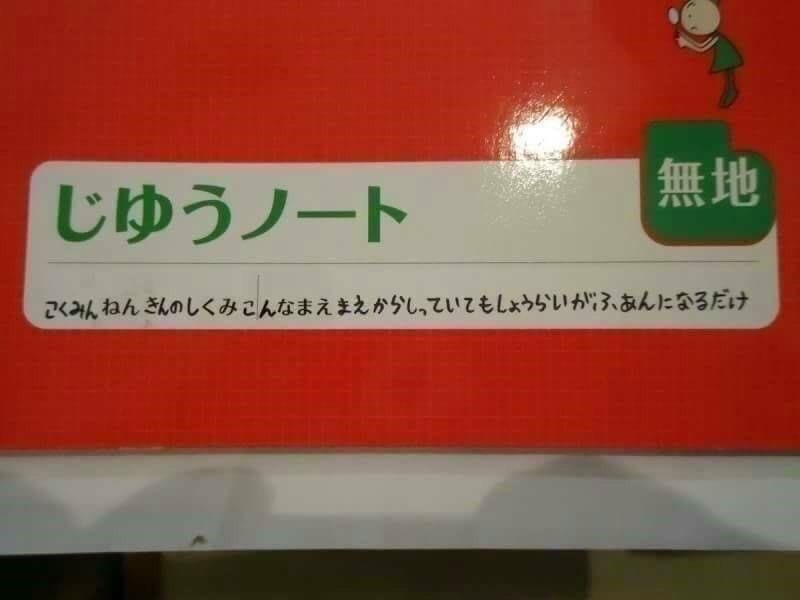 無地
じゆうノート
こくみんねんきんのしくみこんなまえまえからしっていてもしょうらいがふあんになるだけ